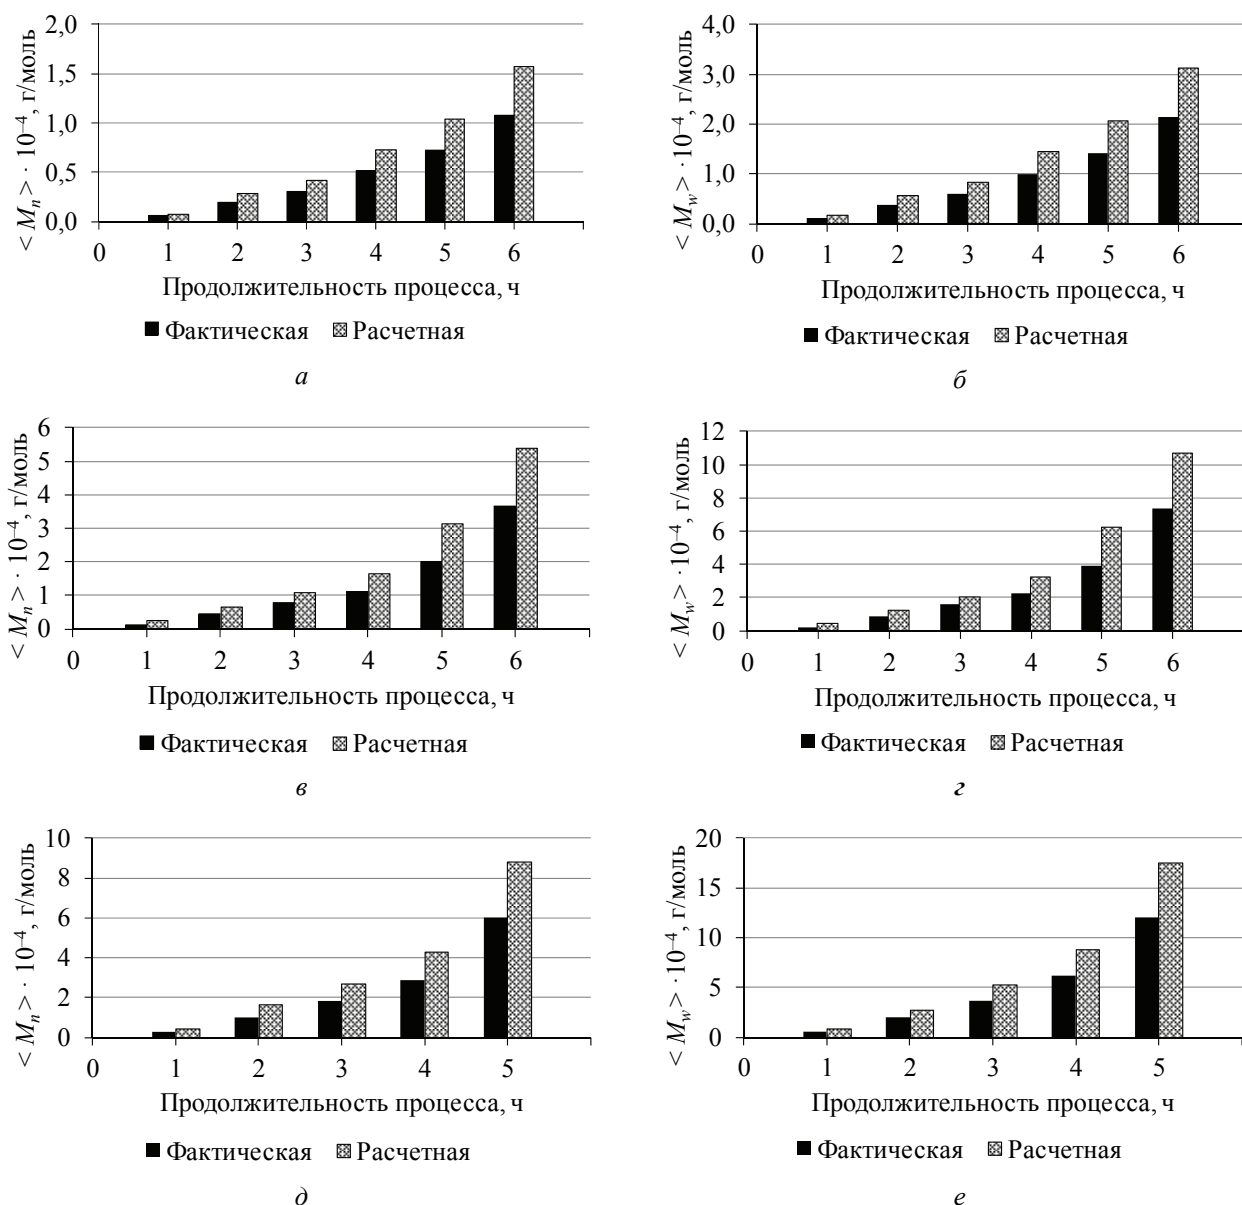 < Mn > · 10–4, г/моль
2,0
1,5
1,0
0,5
0,0
0 1 2 3 4 5 6
Продолжительность процесса, ч
Фактическая Расчетная
а
< Mw > · 10–4, г/моль
4,0
3,0
2,0
1,0
0,0
0 1 2 3 4 5 6
Продолжительность процесса, ч
Фактическая Расчетная
б
< Mn > · 10–4, г/моль
6
5
4
3
2
1
0
0 1 2 3 4 5 6
Продолжительность процесса, ч
Фактическая Расчетная
в
< Mw > · 10–4, г/моль
12
10
8
6
4
2
0
0 1 2 3 4 5 6
Продолжительность процесса, ч
Фактическая Расчетная
г
< Mn > · 10–4, г/моль
10
8
6
4
2
0
0 1 2 3 4 5
Продолжительность процесса, ч
Фактическая Расчетная
д
< Mw > · 10–4, г/моль
20
15
10
5
0
0 1 2 3 4 5
Продолжительность процесса, ч
Фактическая Расчетная
е